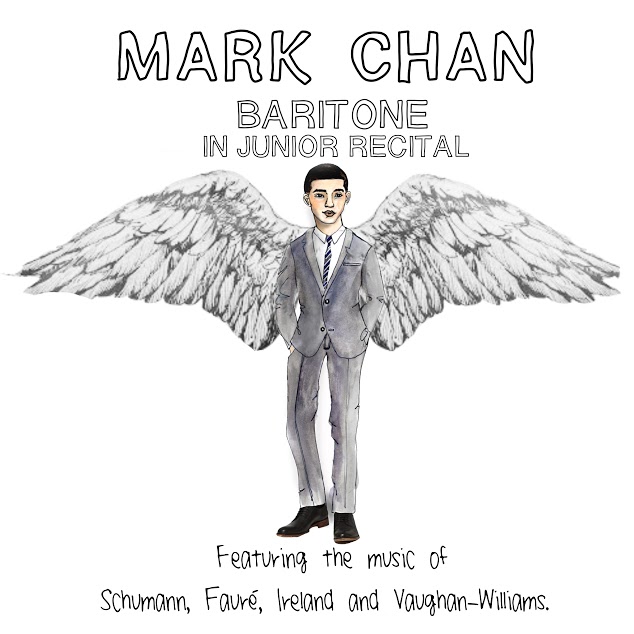 MARK CHAN
BARITONE
IN JUNIOR RECITAL
Featuring the music of
Schumann, Fauré, Ireland and Vaughan-Williams.